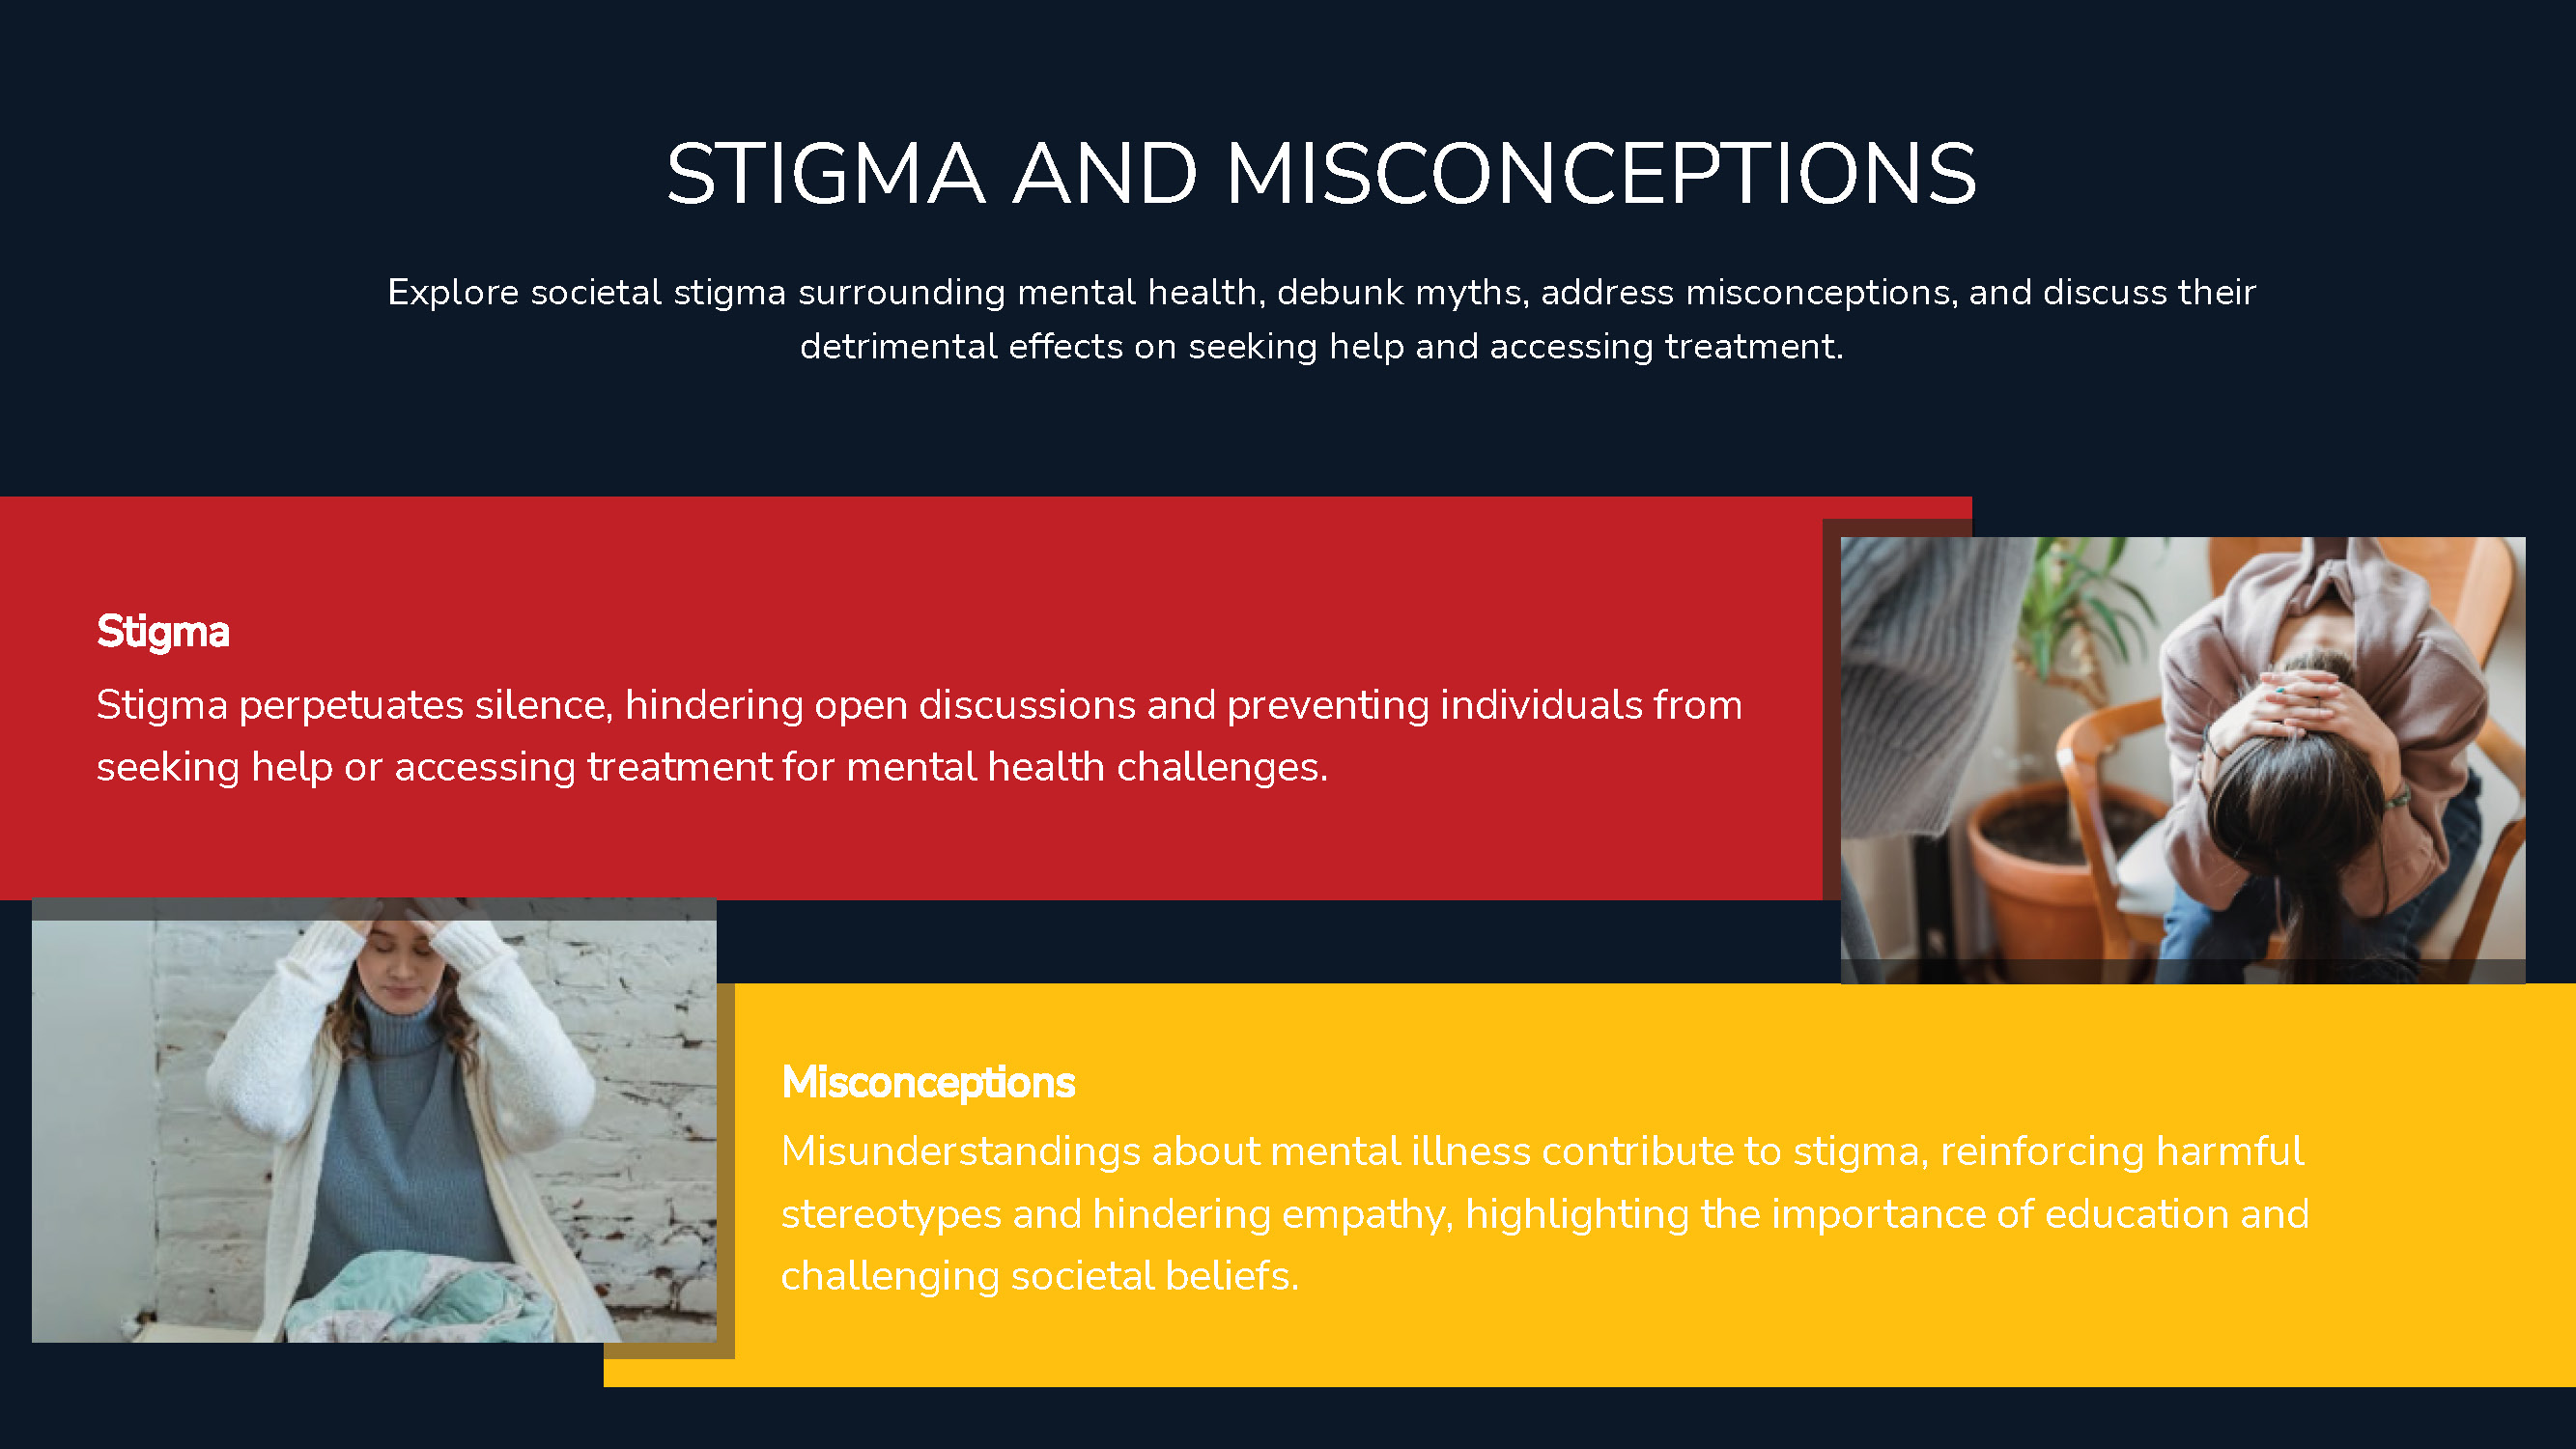 STIGMA AND MISCONCEPTIONS
Explore societal stigma surrounding mental health, debunk myths, address misconceptions, and discuss their
detrimental effects on seeking help and accessing treatment.
Stigma
Stigma perpetuates silence, hindering open discussions and preventing individuals from
seeking help or accessing treatment for mental health challenges.
Misconceptions
Misunderstandings about mental illness contribute to stigma, reinforcing harmful
stereotypes and hindering empathy, highlighting the importance of education and
challenging societal beliefs.